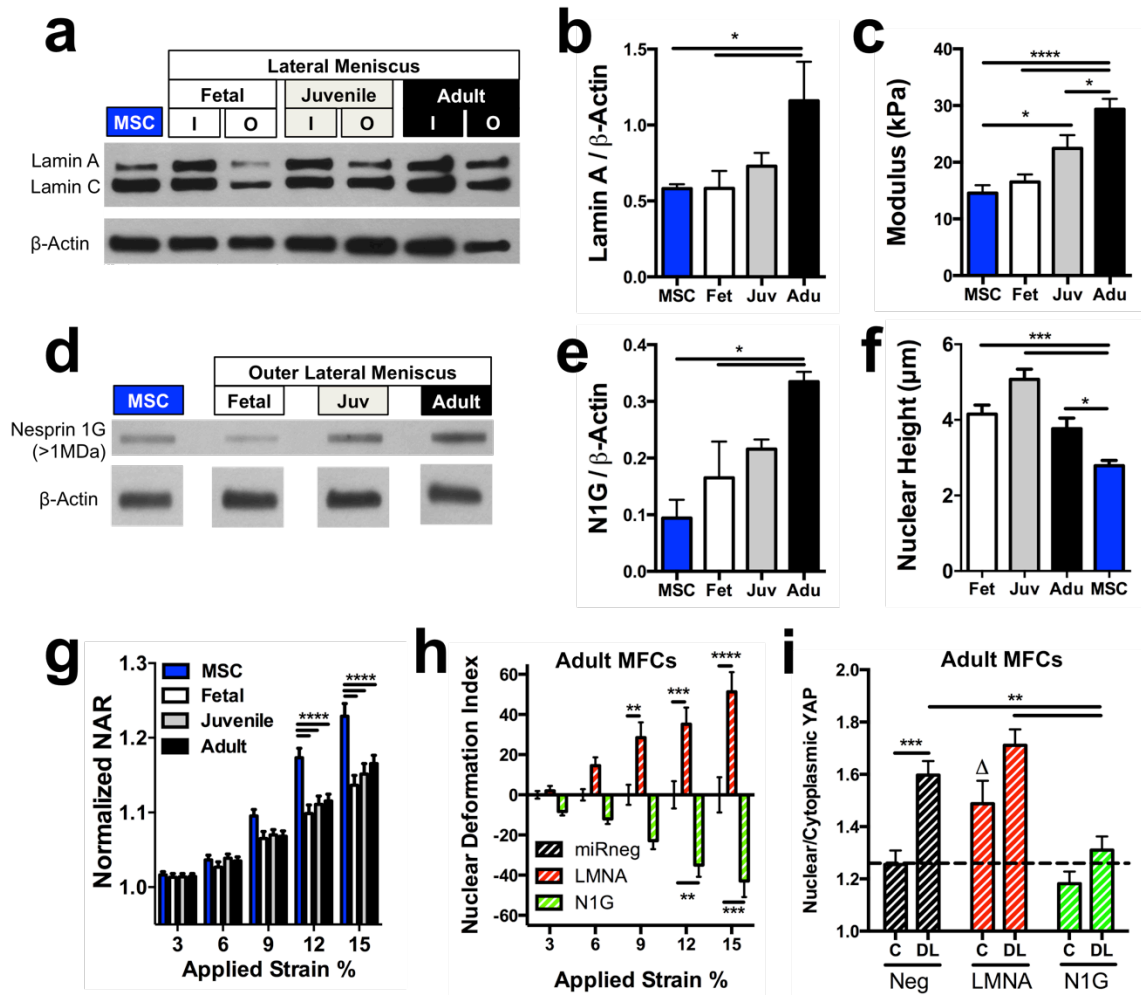 a
Lateral Meniscus
Fetal Juvenile Adult
MSC I O I O I O
Lamin A
Lamin C
β-Actin
b
Lamin A / β-Actin
1.5
1.0
0.5
0.0
*
MSC Fet Juv Adu
c
Modulus (kPa)
40
30
20
10
0
****
*
*
MSC Fet Juv Adu
d
Outer Lateral Meniscus
MSC Fetal Juv Adult
Nesprin 1G
(>1MDa)
β-Actin
e
N1G / β-Actin
0.4
0.3
0.2
0.1
0.0
*
MSC Fet Juv Adu
f
Nuclear Height (μm)
6
4
2
0
***
*
Fet Juv Adu MSC
g
Normalized NAR
1.3
1.2
1.1
1.0
MSC
Fetal
Juvenile
Adult
****
****
3 6 9 12 15
Applied Strain %
h
Adult MFCs
Nuclear Deformation Index
60
40
20
0
-20
-40
-60
** *** ****
** ***
miRneg
LMNA
N1G
3 6 9 12 15
Applied Strain %
i
Adult MFCs
Nuclear/Cytoplasmic YAP
2.0
1.8
1.6
1.4
1.2
1.0
**
***
Δ
C DL C DL C DL
Neg LMNA N1G